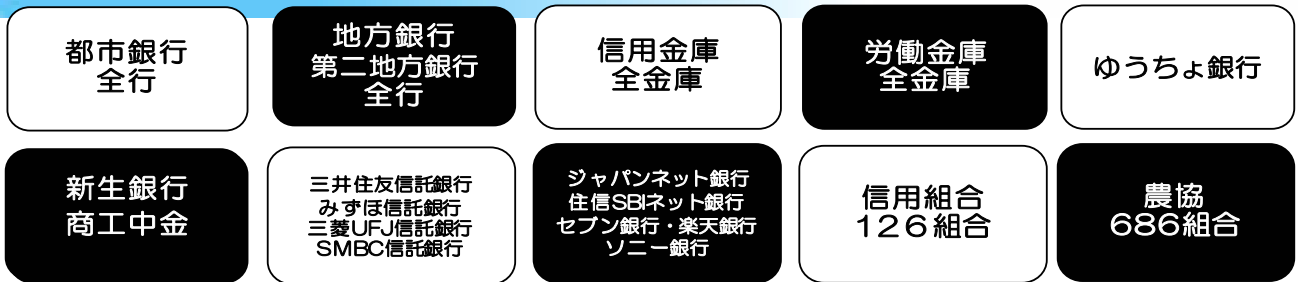 都市銀行
全行
地方銀行
第二地方銀行
全行
信用金庫
全金庫
労働金庫
全金庫
ゆうちょ銀行
新生銀行
商工中金
三井住友信託銀行
みずほ信託銀行
三菱UFJ信託銀行
SMBC信託銀行
ジャパンネット銀行
住信SBIネット銀行
セブン銀行・楽天銀行
ソニー銀行
信用組合
126組合
農協
686組合